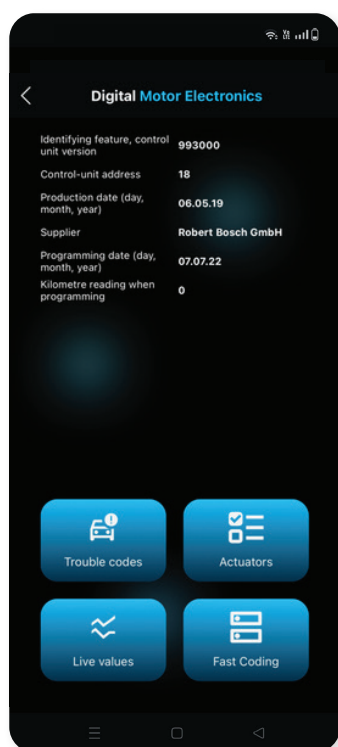 Digital Motor Electronics
Identifying feature, control
unit version
993000
Control-unit address
18
Production date (day,
month, year)
06.05.19
Supplier
Robert Bosch GmbH
Programming date (day,
month, year)
07.07.22
Kilometre reading when
programming
0
Trouble codes
Actuators
Live values
Fast Coding